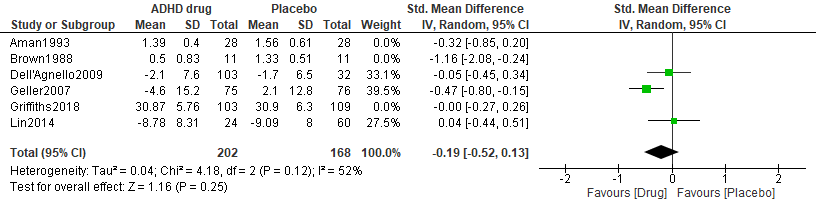 ADHD drug Placebo Std. Mean Difference Std. Mean Difference
Study or Subgroup Mean SD Total Mean SD Total Weight IV, Random, 95% CI IV, Random, 95% CI
Aman1993 1.39 0.4 28 1.56 0.61 28 0.0% -0.32 [-0.85, 0.20]
Brown1988 0.5 0.83 11 1.33 0.51 11 0.0% -1.16 [-2.08, -0.24]
Dell'Agnello2009 -2.1 7.6 103 -1.7 6.5 32 33.1% -0.05 [-0.45, 0.34]
Geller2007 -4.6 15.2 75 2.1 12.8 76 39.5% -0.47 [-0.80, -0.15]
Griffiths2018 30.87 5.76 103 30.9 6.3 109 0.0% -0.00 [-0.27, 0.26]
Lin2014 -8.78 8.31 24 -9.09 8 60 27.5% 0.04 [-0.44, 0.51]
Total (95% CI) 202 168 100.0% -0.19 [-0.52, 0.13]
Heterogeneity: Tau² = 0.04; Chi² = 4.18, df = 2 (P = 0.12); I² = 52%
Test for overall effect: Z = 1.16 (P = 0.25)
-2 -1 0 1 2
Favours [Drug] Favours [Placebo]